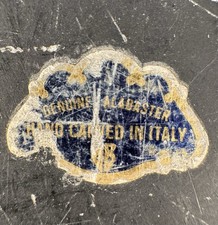 GENUINE ALABASTER
HAND CARVED IN ITALY